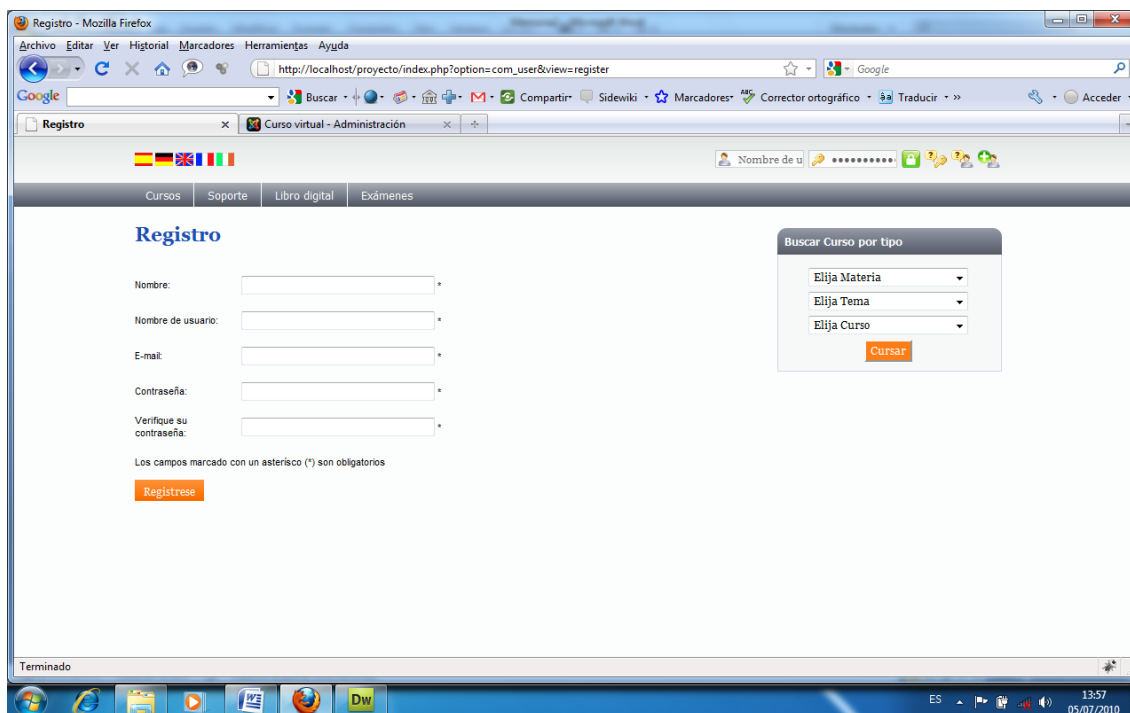 Registro - Mozilla Firefox
Archivo Editar Ver Historial Marcadores Herramientas Ayuda
http://localhost/proyecto/index.php?option=com_user&view=register
Google
Google Buscar Compartir Sidewiki Marcadores ABC Corrector ortográfico Traducir » Acceder
Registro
Curso virtual - Administración
Nombre de u
Cursos Soporte Libro digital Exámenes
Registro
Buscar Curso por tipo
Nombre: *
Elija Materia
Elija Tema
Nombre de usuario: *
Elija Curso
Cursar
E-mail: *
Contraseña: *
Verifique su
contraseña: *
Los campos marcado con un asterisco (*) son obligatorios
Registrese
Terminado
Dw
ES
13:57
05/07/2010